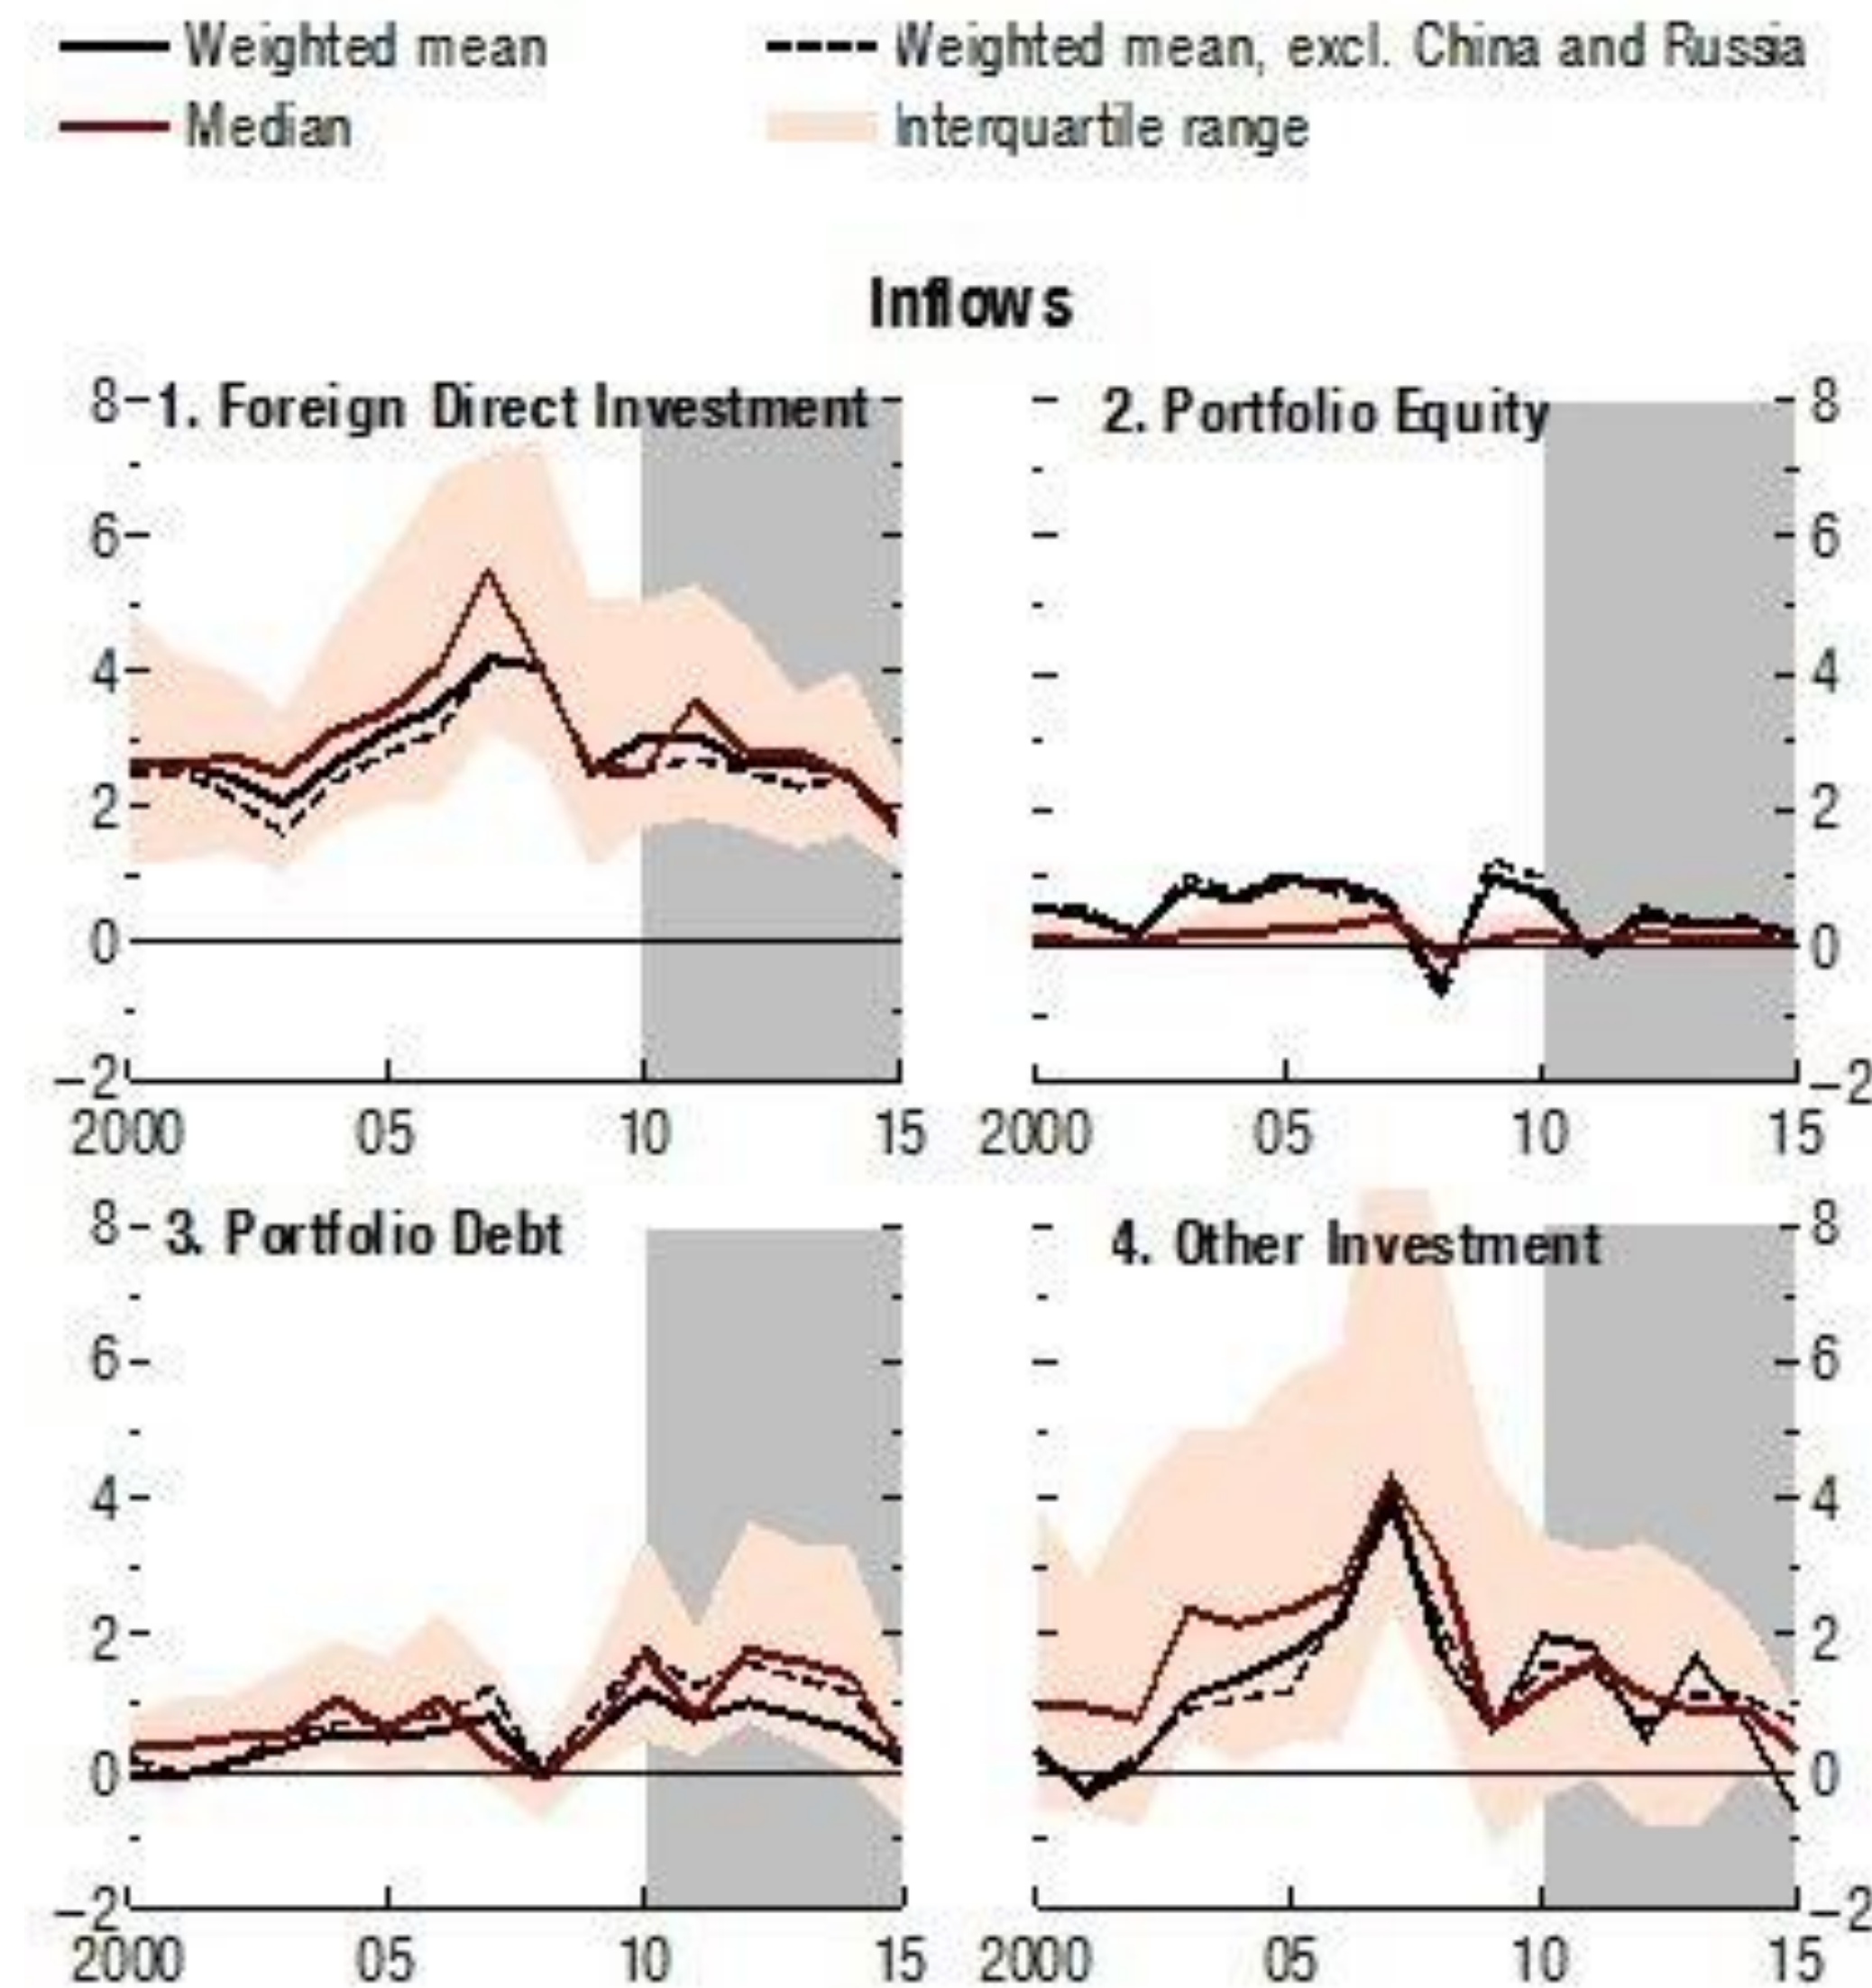 Weighted mean
Weighted mean, excl. China and Russia
Median
Interquartile range
Inflows
1. Foreign Direct Investment
8
6
4
2
0
−2
2000 05 10 15
2. Portfolio Equity
8
6
4
2
0
−2
2000 05 10 15
3. Portfolio Debt
8
6
4
2
0
−2
2000 05 10 15
4. Other Investment
8
6
4
2
0
−2
2000 05 10 15